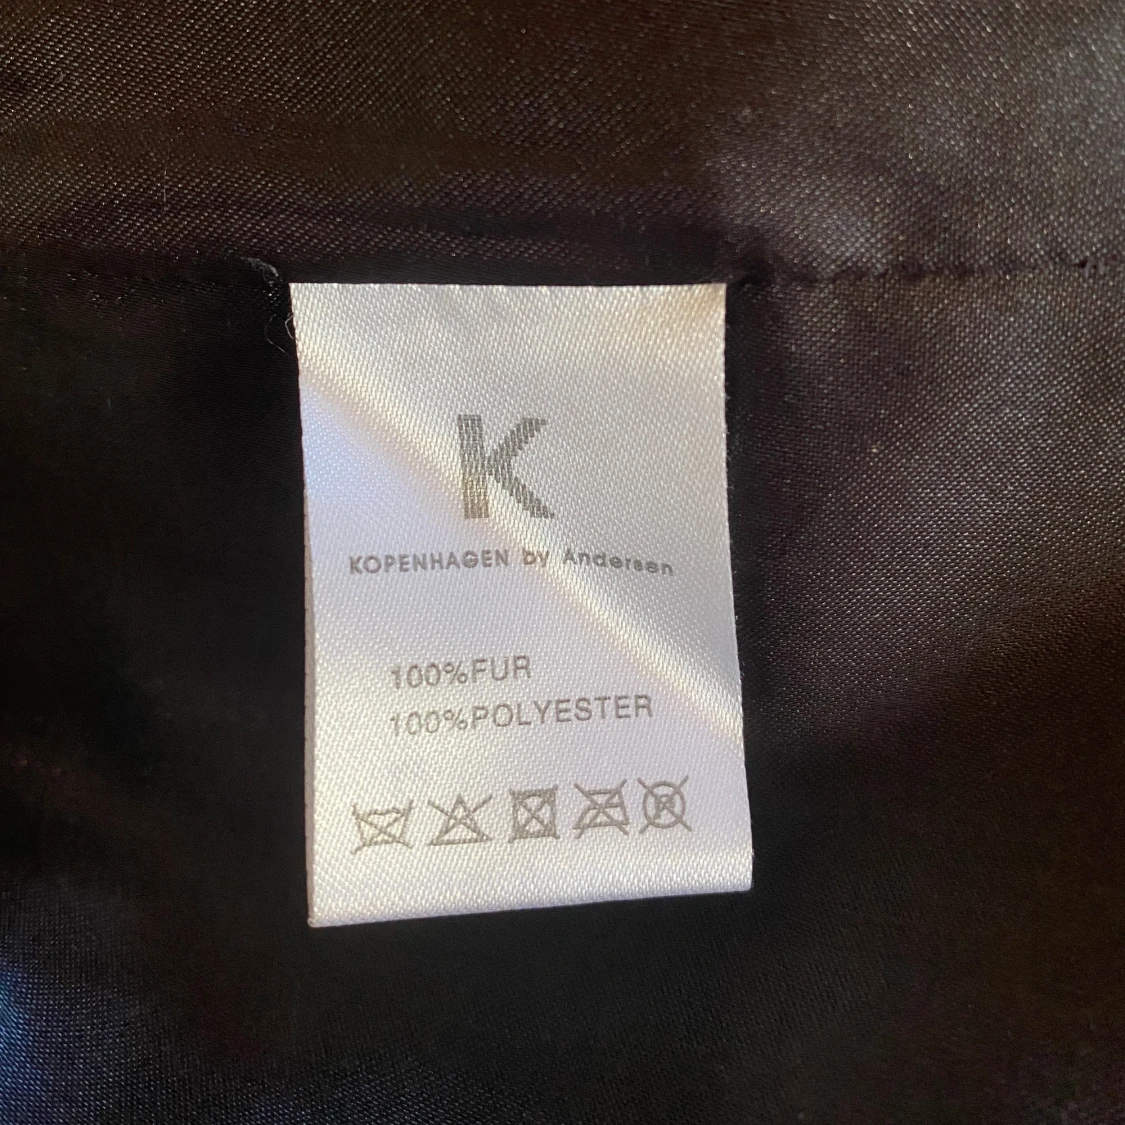 K
KOPENHAGEN by Andersen
100%FUR
100%POLYESTER